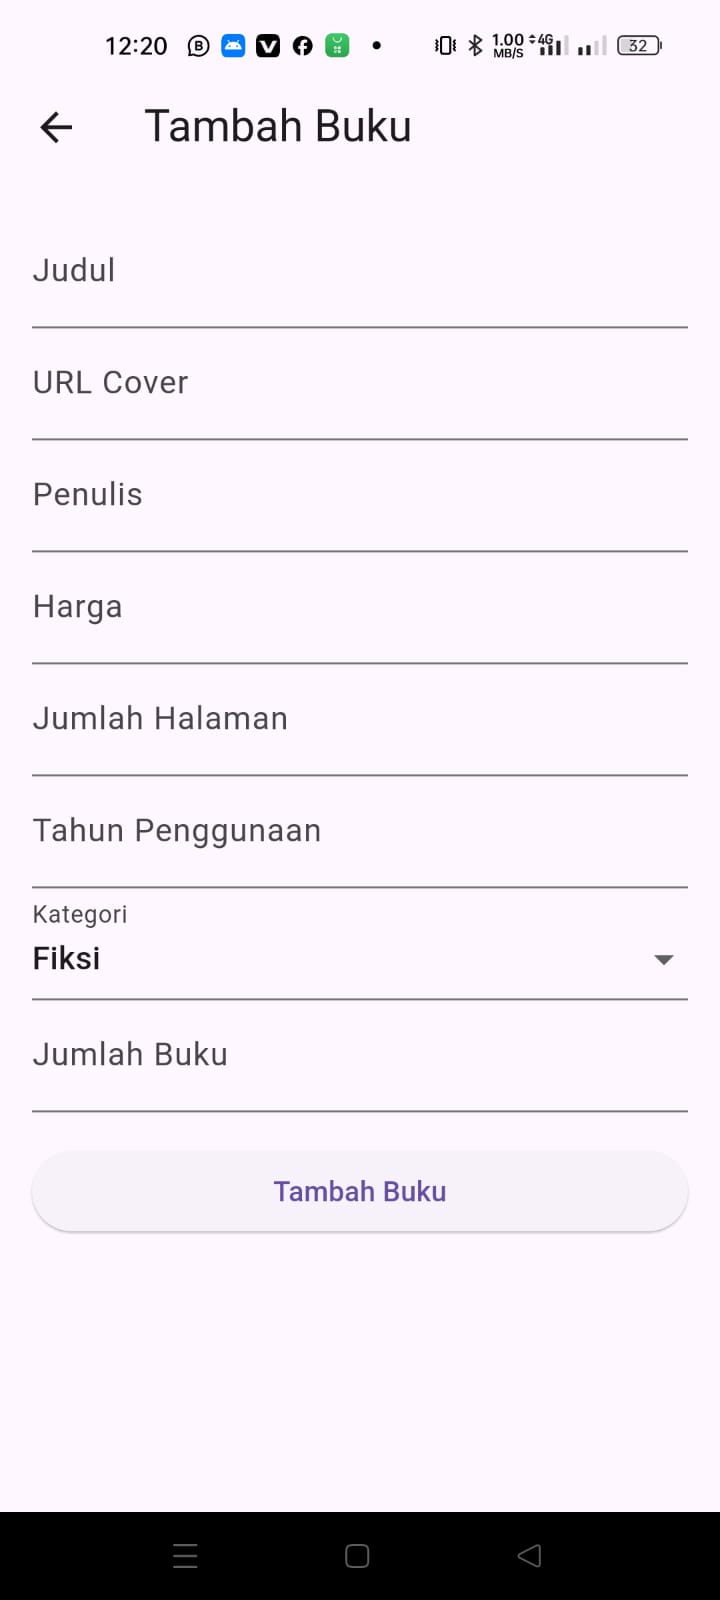 12:20
1.00 4G
MB/S
32
Tambah Buku
Judul
URL Cover
Penulis
Harga
Jumlah Halaman
Tahun Penggunaan
Kategori
Fiksi
Jumlah Buku
Tambah Buku